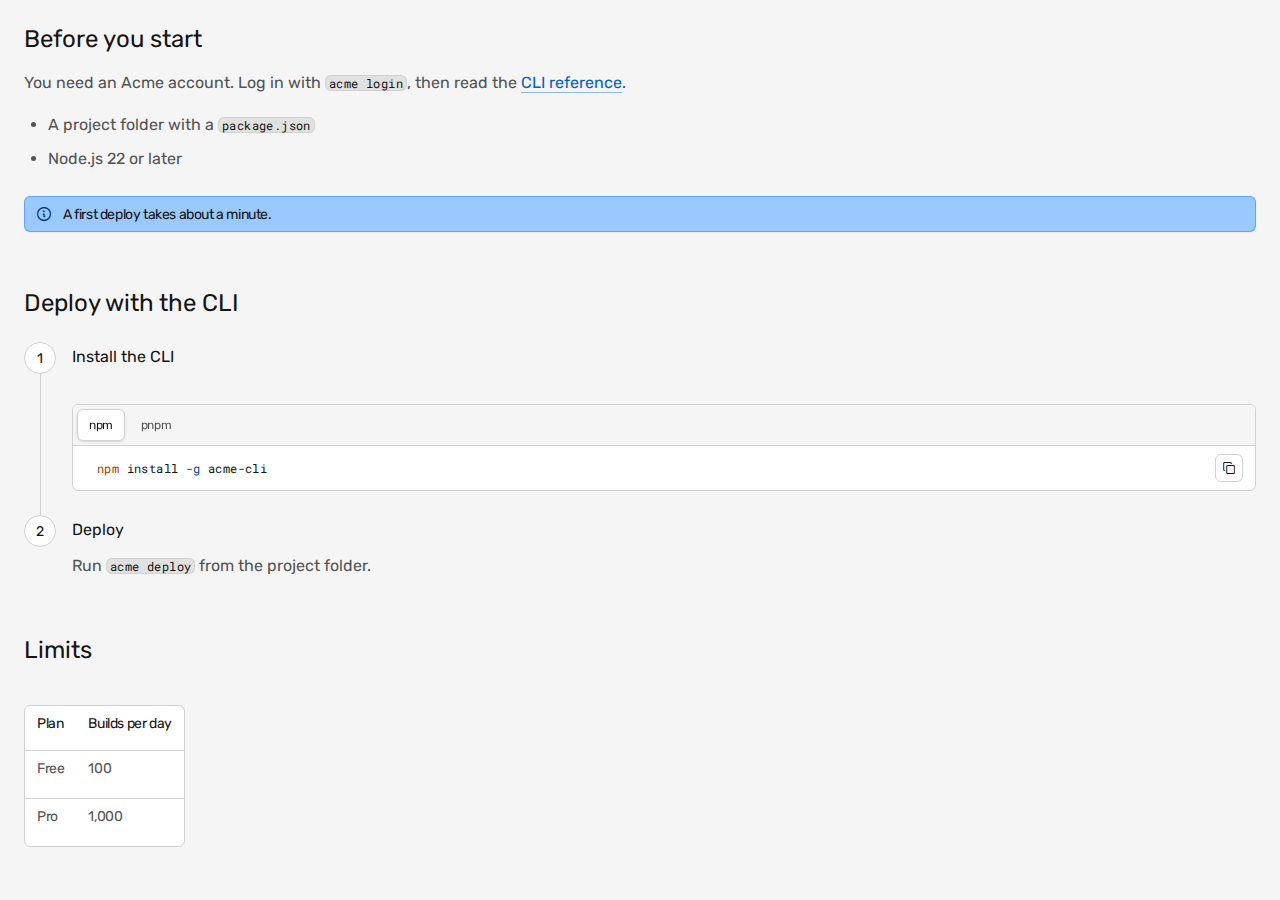 Before you start
You need an Acme account. Log in with acme login, then read the CLI reference.
A project folder with a package.json
Node.js 22 or later
A first deploy takes about a minute.
Deploy with the CLI
1 Install the CLI
npm pnpm
npm install -g acme-cli
2 Deploy
Run acme deploy from the project folder.
Limits
Plan Builds per day
Free 100
Pro 1,000